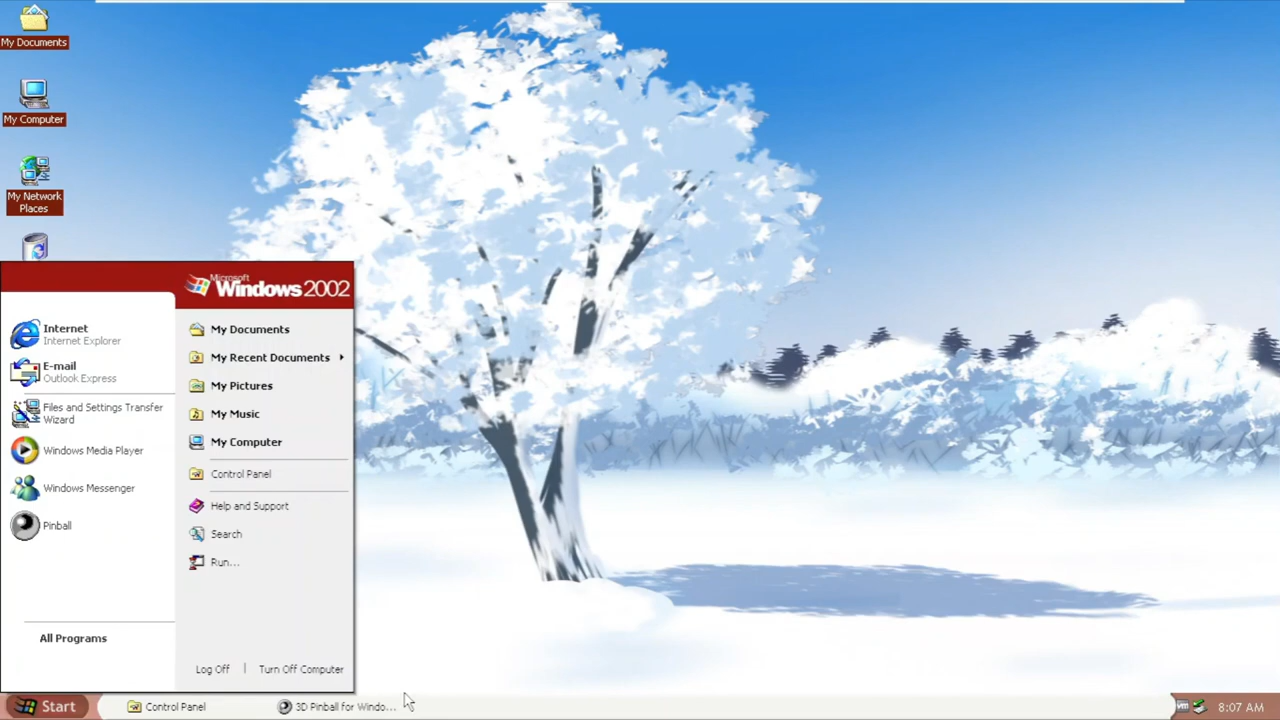 My Documents
My Computer
My Network
Places
Microsoft
Windows 2002
Internet
Internet Explorer
E-mail
Outlook Express
Files and Settings Transfer
Wizard
Windows Media Player
Windows Messenger
Pinball
All Programs
My Documents
My Recent Documents
My Pictures
My Music
My Computer
Control Panel
Help and Support
Search
Run...
Log Off
Turn Off Computer
Start
Control Panel
3D Pinball for Windo...
vm
8:07 AM